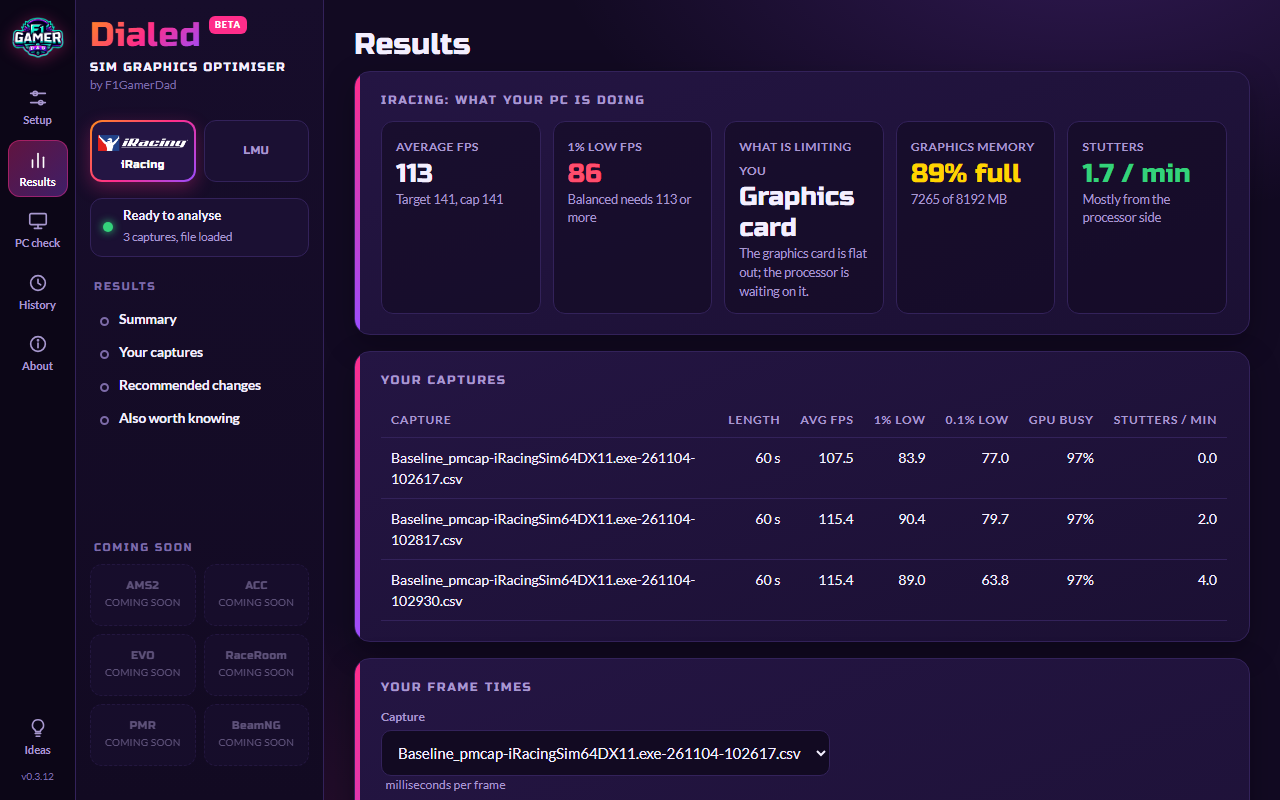 F1
GAMER
DAD
Setup
Results
PC check
History
About
Ideas
v0.3.12
Dialed BETA
SIM GRAPHICS OPTIMISER
by F1GamerDad
iRacing
iRacing
LMU
Ready to analyse
3 captures, file loaded
RESULTS
Summary
Your captures
Recommended changes
Also worth knowing
COMING SOON
AMS2
COMING SOON
ACC
COMING SOON
EVO
COMING SOON
RaceRoom
COMING SOON
PMR
COMING SOON
BeamNG
COMING SOON
Results
IRACING: WHAT YOUR PC IS DOING
AVERAGE FPS
113
Target 141, cap 141
1% LOW FPS
86
Balanced needs 113 or
more
WHAT IS LIMITING
YOU
Graphics
card
The graphics card is flat
out; the processor is
waiting on it.
GRAPHICS MEMORY
89% full
7265 of 8192 MB
STUTTERS
1.7 / min
Mostly from the
processor side
YOUR CAPTURES
CAPTURE LENGTH AVG FPS 1% LOW 0.1% LOW GPU BUSY STUTTERS / MIN
Baseline_pmcap-iRacingSim64DX11.exe-261104- 60 s 107.5 83.9 77.0 97% 0.0
102617.csv
Baseline_pmcap-iRacingSim64DX11.exe-261104- 60 s 115.4 90.4 79.7 97% 2.0
102817.csv
Baseline_pmcap-iRacingSim64DX11.exe-261104- 60 s 115.4 89.0 63.8 97% 4.0
102930.csv
YOUR FRAME TIMES
Capture
Baseline_pmcap-iRacingSim64DX11.exe-261104-102617.csv
milliseconds per frame